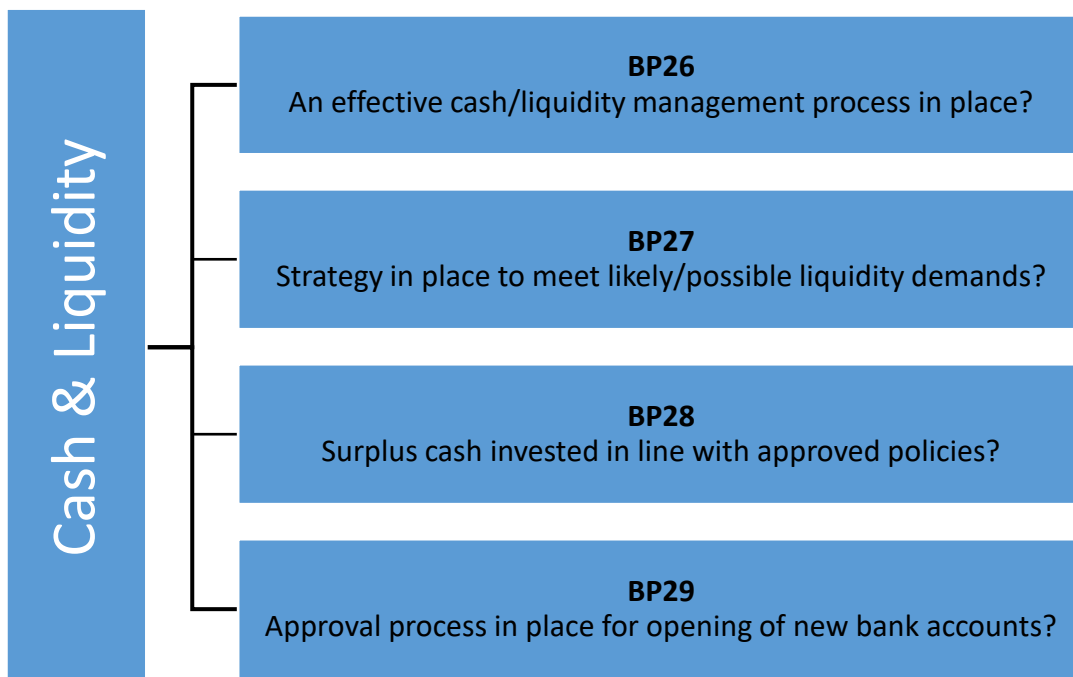 Cash & Liquidity
BP26
An effective cash/liquidity management process in place?
BP27
Strategy in place to meet likely/possible liquidity demands?
BP28
Surplus cash invested in line with approved policies?
BP29
Approval process in place for opening of new bank accounts?